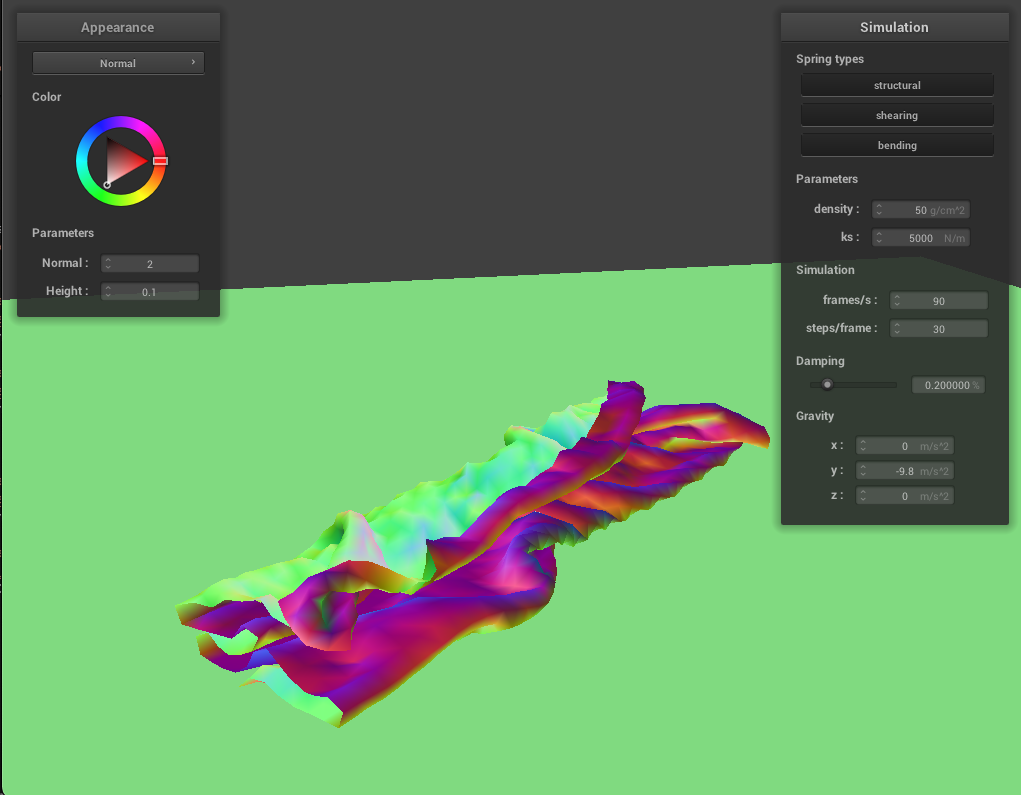 Appearance
Normal
Color
Parameters
Normal : 2
Height : 0.1
Simulation
Spring types
structural
shearing
bending
Parameters
density : 50 g/cm^2
ks : 5000 N/m
Simulation
frames/s : 90
steps/frame : 30
Damping
0.200000 %
Gravity
x : 0 m/s^2
y : -9.8 m/s^2
z : 0 m/s^2